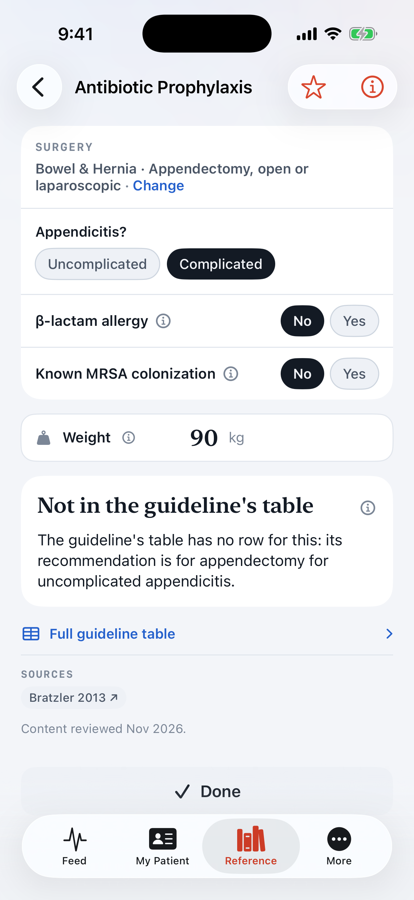 9:41
Antibiotic Prophylaxis
SURGERY
Bowel & Hernia · Appendectomy, open or
laparoscopic · Change
Appendicitis?
Uncomplicated
Complicated
β-lactam allergy
No
Yes
Known MRSA colonization
No
Yes
Weight
90 kg
Not in the guideline's table
The guideline's table has no row for this: its
recommendation is for appendectomy for
uncomplicated appendicitis.
Full guideline table
SOURCES
Bratzler 2013 ↗
Content reviewed Nov 2026.
Done
Feed
My Patient
Reference
More